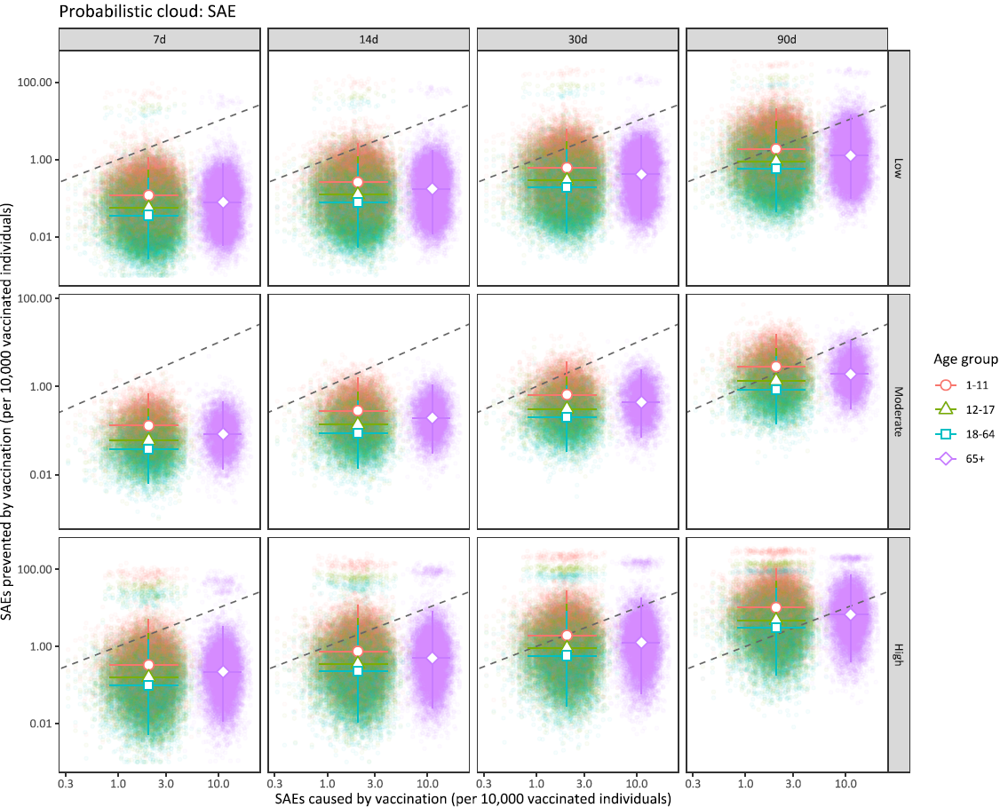 Probabilistic cloud: SAE
7d
14d
30d
90d
SAEs prevented by vaccination (per 10,000 vaccinated individuals)
100.00
1.00
0.01
Low
100.00
1.00
0.01
Moderate
100.00
1.00
0.01
High
Age group
1-11
12-17
18-64
65+
0.3 1.0 3.0 10.0
0.3 1.0 3.0 10.0
0.3 1.0 3.0 10.0
0.3 1.0 3.0 10.0
SAEs caused by vaccination (per 10,000 vaccinated individuals)